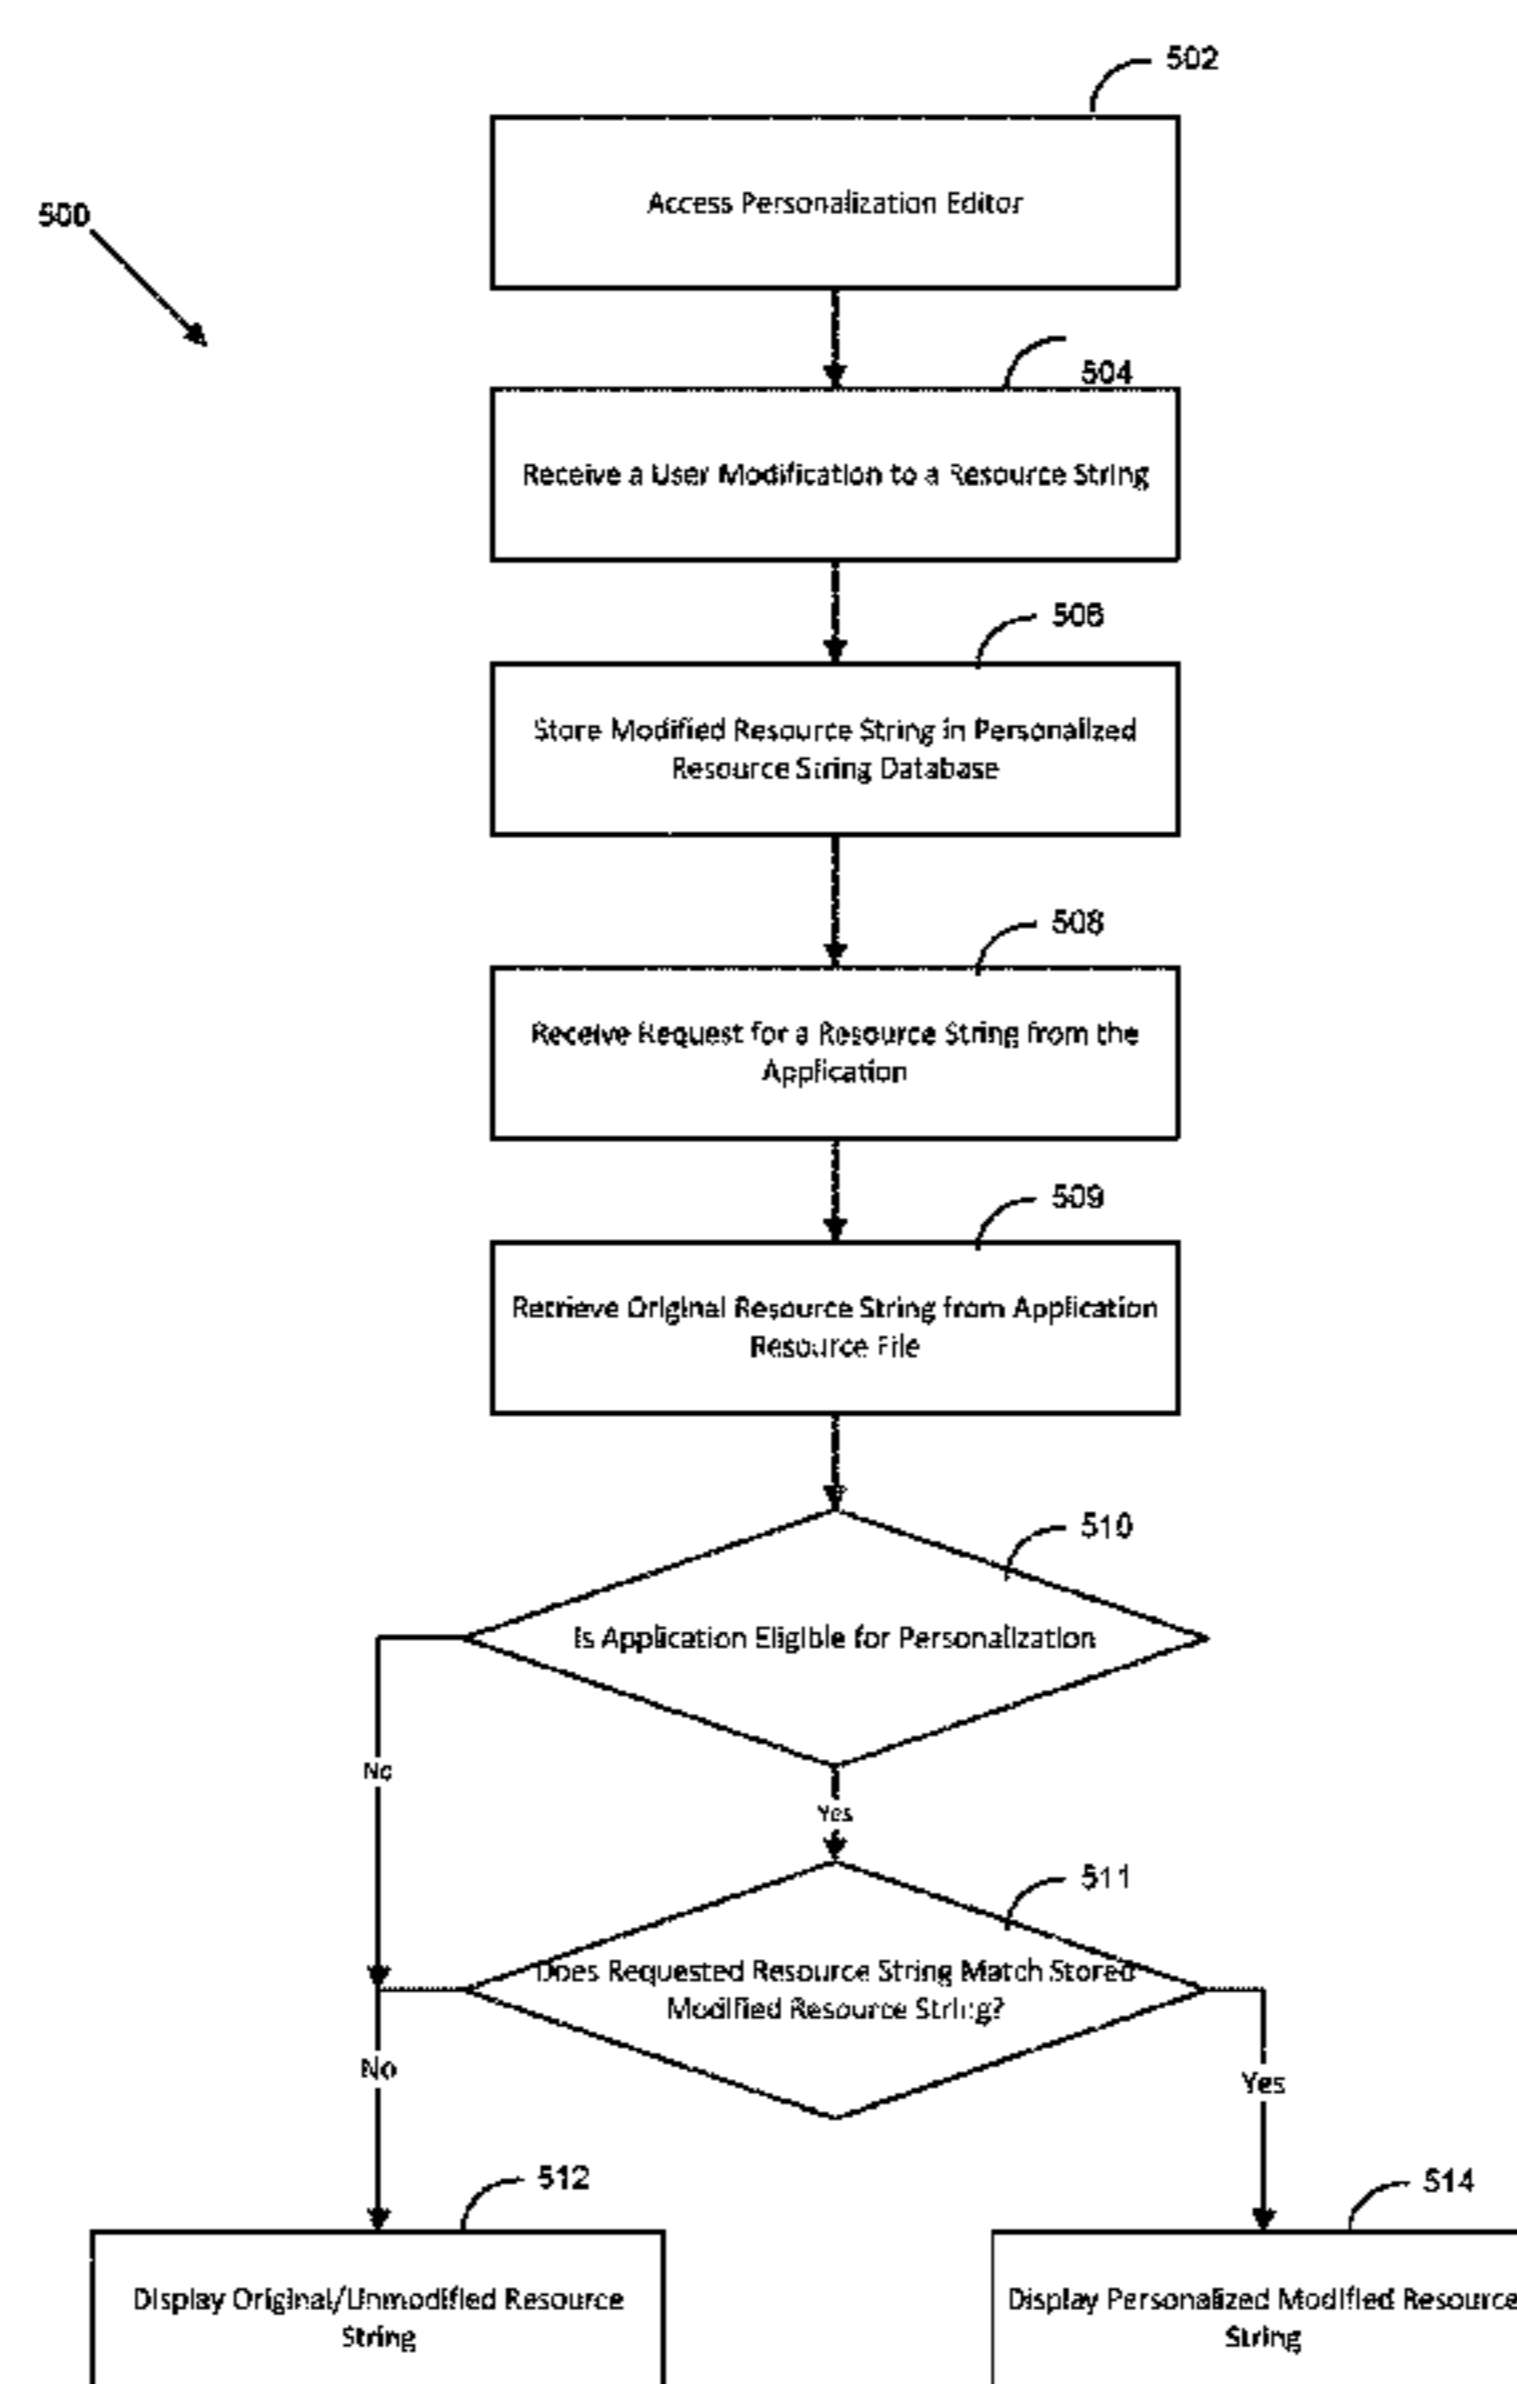 502
500
Access Personalization Editor
504
Receive a User Modification to a Resource String
506
Store Modified Resource String in Personalized
Resource String Database
508
Receive Request for a Resource String from the
Application
509
Retrieve Original Resource String from Application
Resource File
510
Is Application Eligible for Personalization
No
Yes
511
Does Requested Resource String Match Stored
Modified Resource String?
No
Yes
512
514
Display Original/Unmodified Resource
String
Display Personalized Modified Resource
String